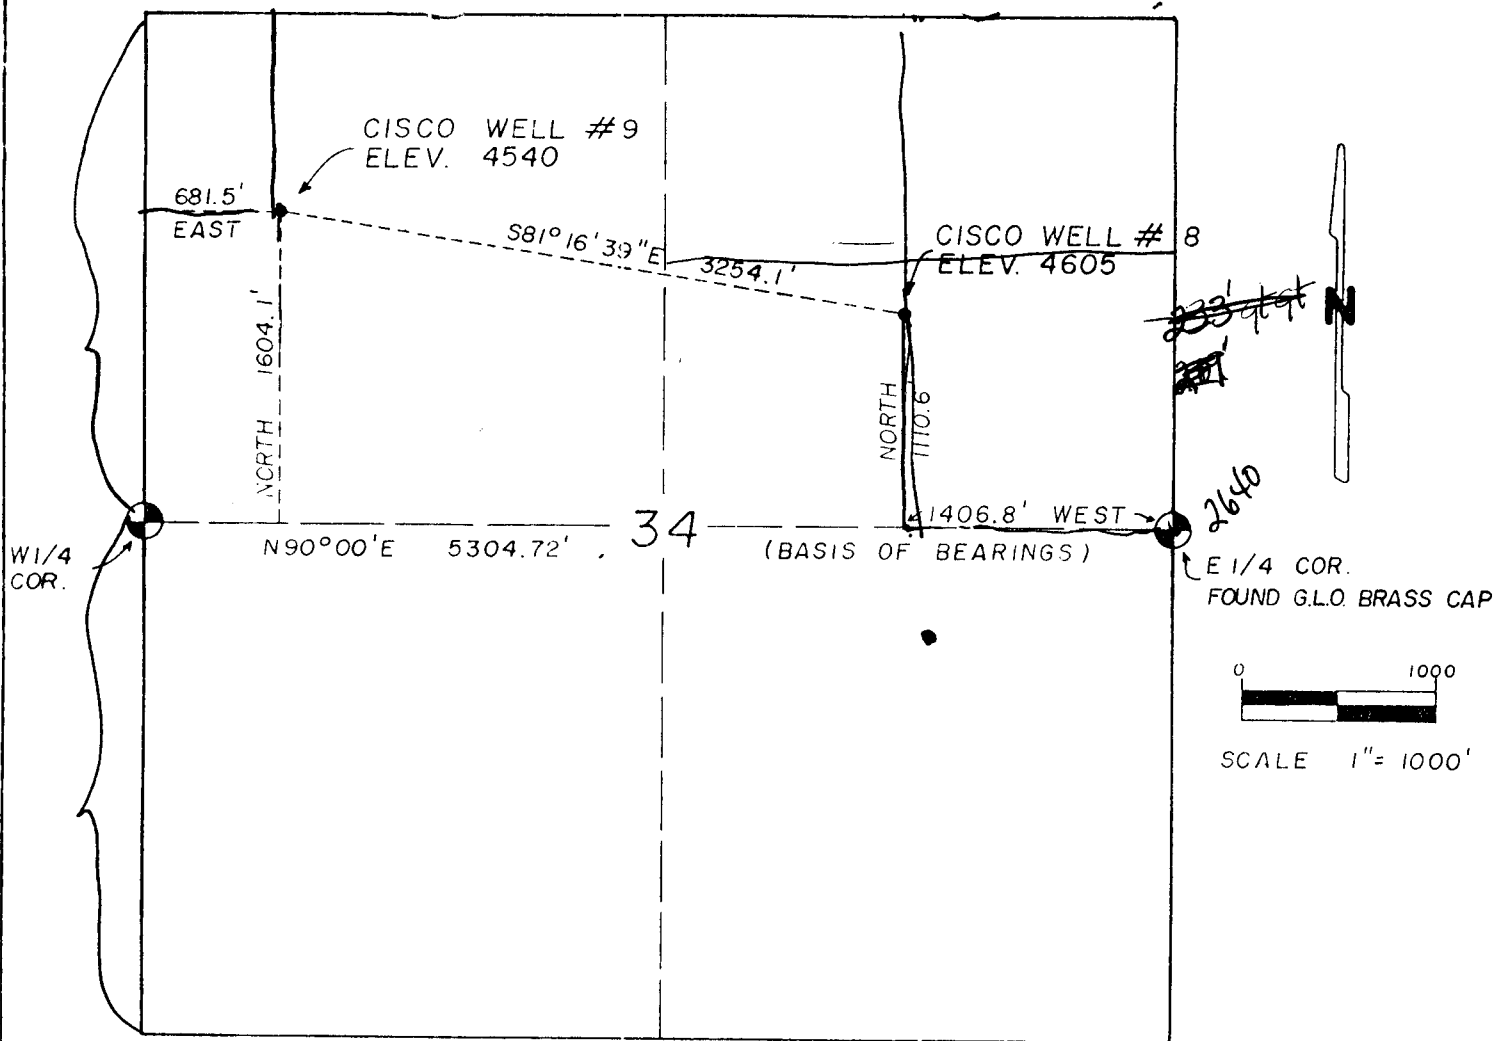 CISCO WELL #9
ELEV. 4540
681.5'
EAST
S81°16'39"E
3254.1'
CISCO WELL # 8
ELEV. 4605
233' qtqt
N
NORTH 1604.1'
NORTH
1110.6
2640
1406.8' WEST
34
W1/4
COR.
N90°00'E 5304.72'
(BASIS OF BEARINGS)
E 1/4 COR.
FOUND G.L.O. BRASS CAP
0 1000
SCALE 1"= 1000'